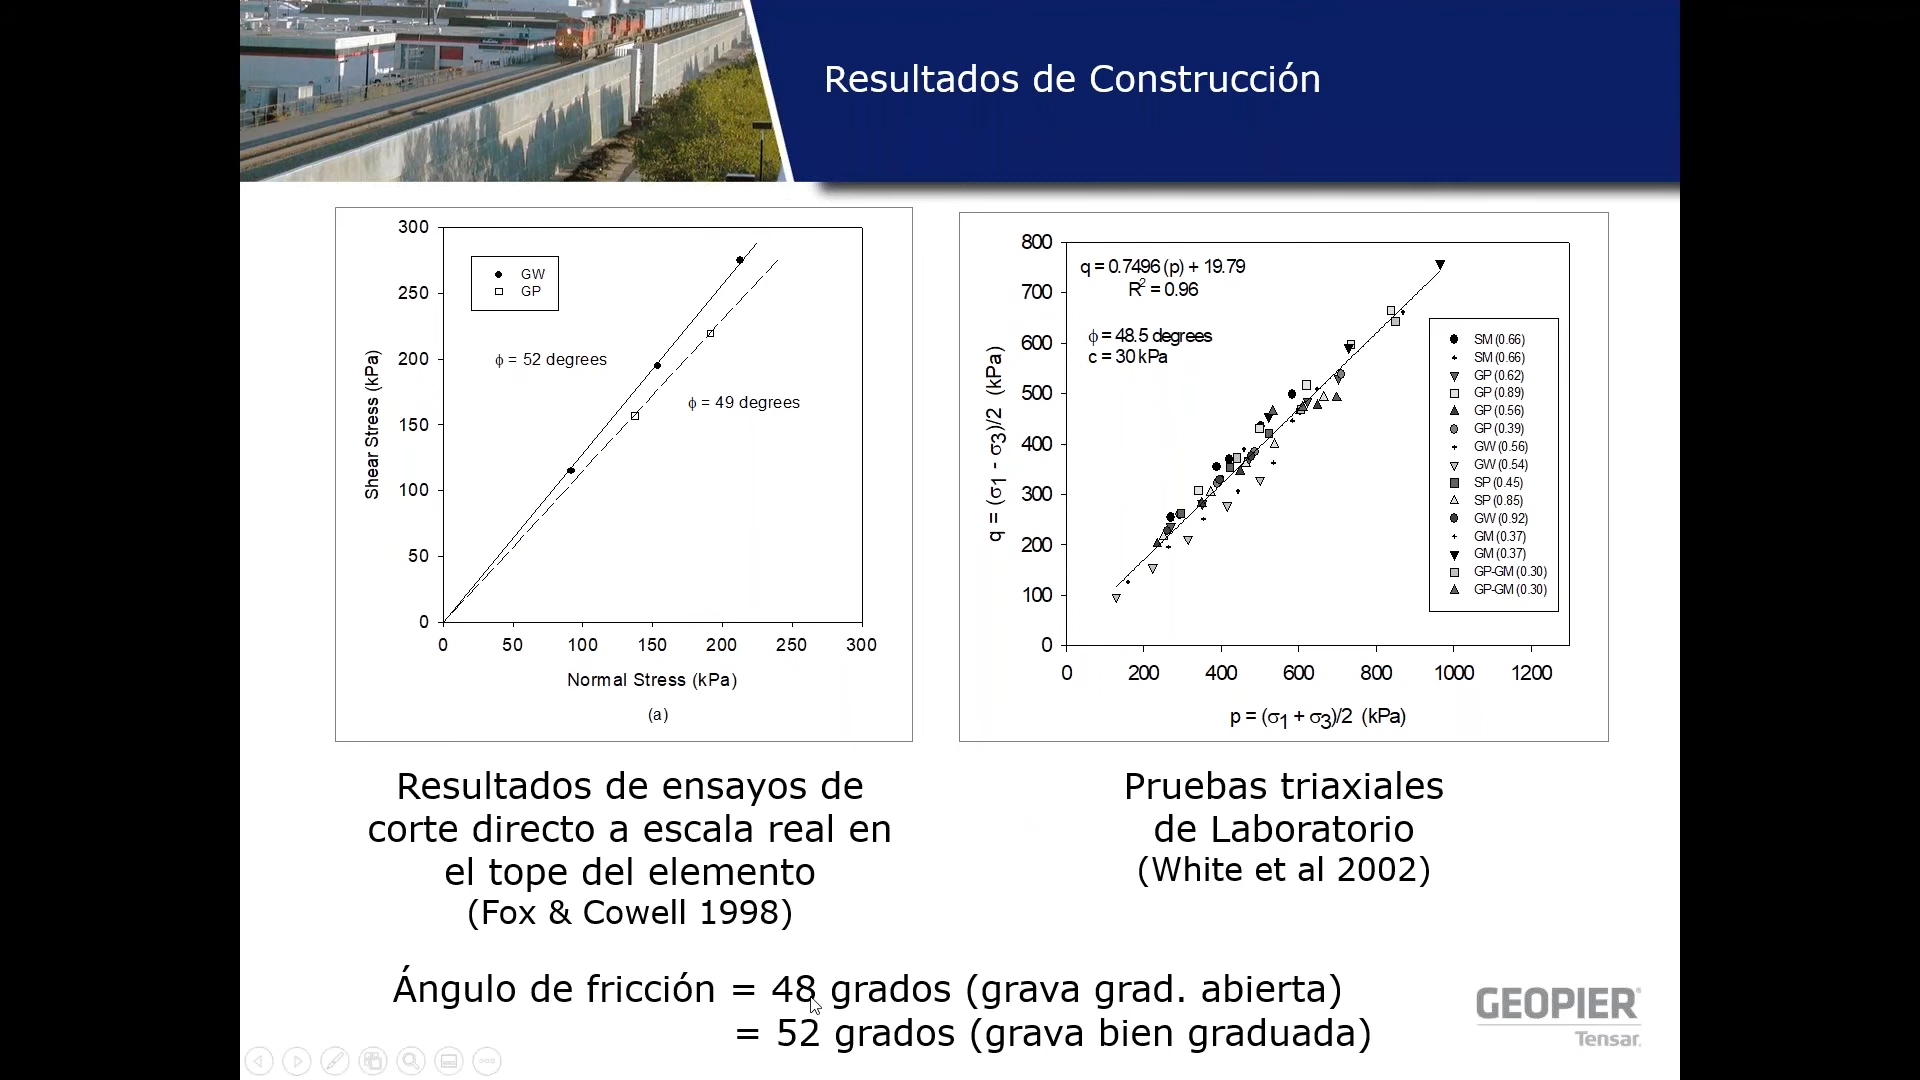 Resultados de Construcción
300
250
200
150
100
50
0
0 50 100 150 200 250 300
Shear Stress (kPa)
Normal Stress (kPa)
(a)
GW
GP
ϕ = 52 degrees
ϕ = 49 degrees
800
700
600
500
400
300
200
100
0
0 200 400 600 800 1000 1200
q = (σ1 - σ3)/2 (kPa)
p = (σ1 + σ3)/2 (kPa)
q = 0.7496 (p) + 19.79
R2 = 0.96
ϕ = 48.5 degrees
c = 30 kPa
SM (0.66)
SM (0.66)
GP (0.62)
GP (0.89)
GP (0.56)
GP (0.39)
GW (0.56)
GW (0.54)
SP (0.45)
SP (0.85)
GW (0.92)
GM (0.37)
GM (0.37)
GP-GM (0.30)
GP-GM (0.30)
Resultados de ensayos de
corte directo a escala real en
el tope del elemento
(Fox & Cowell 1998)
Pruebas triaxiales
de Laboratorio
(White et al 2002)
Ángulo de fricción = 48 grados (grava grad. abierta)
= 52 grados (grava bien graduada)
GEOPIER®
Tensar.